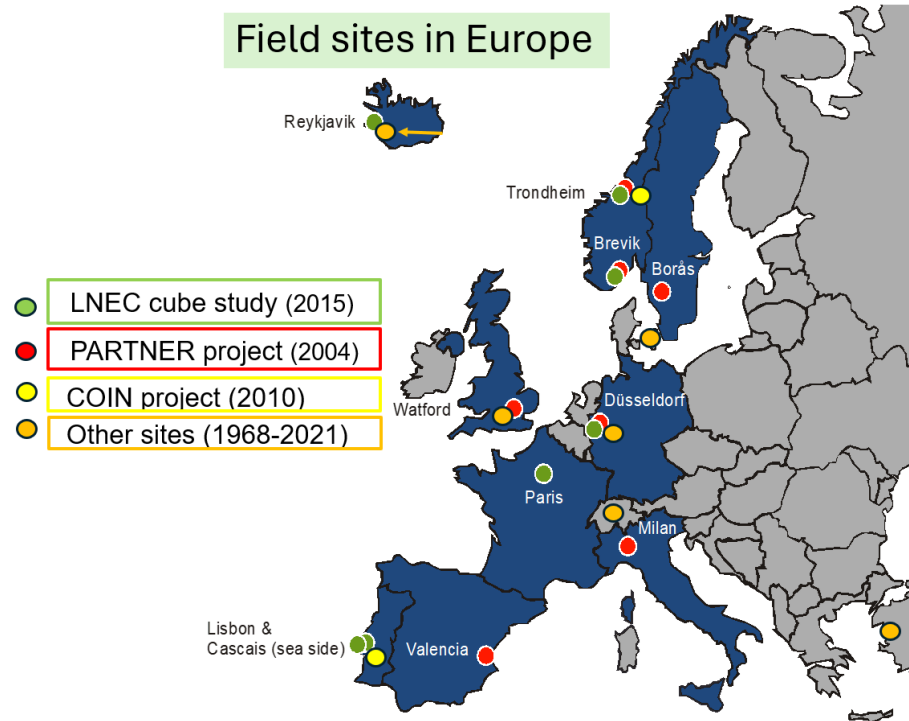 Field sites in Europe
Reykjavik
Trondheim
Brevik
Borås
LNEC cube study (2015)
PARTNER project (2004)
COIN project (2010)
Other sites (1968-2021)
Watford
Düsseldorf
Paris
Milan
Lisbon &
Cascais (sea side)
Valencia